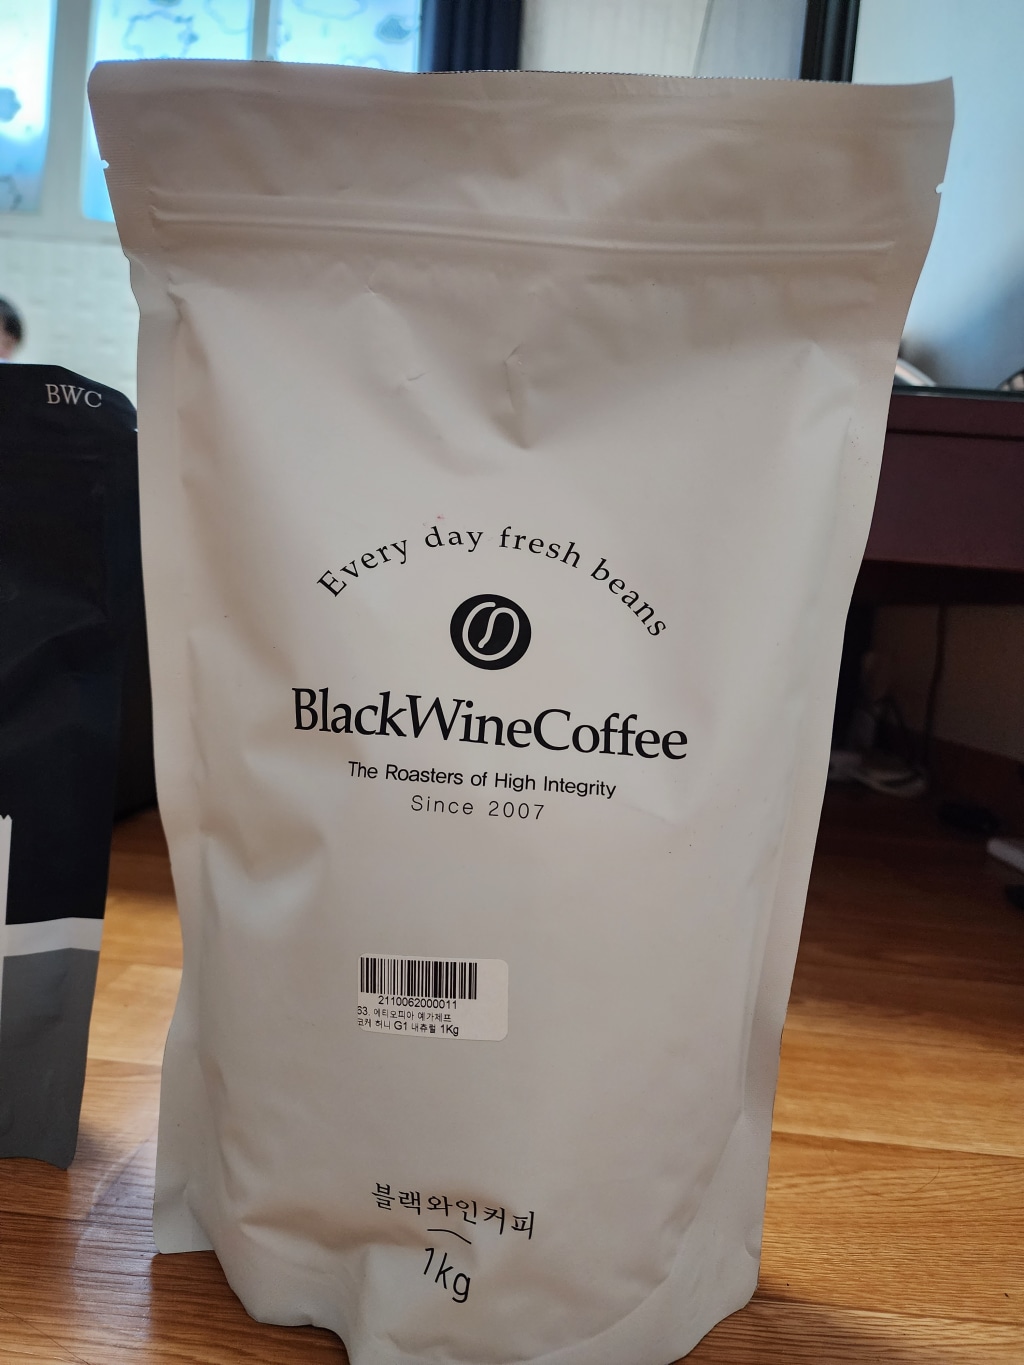 BWC
Every day fresh beans
BlackWineCoffee
The Roasters of High Integrity
Since 2007
2110062000011
63. 에티오피아 예가체프
코커 허니 G1 내츄럴 1Kg
블랙와인커피
1kg